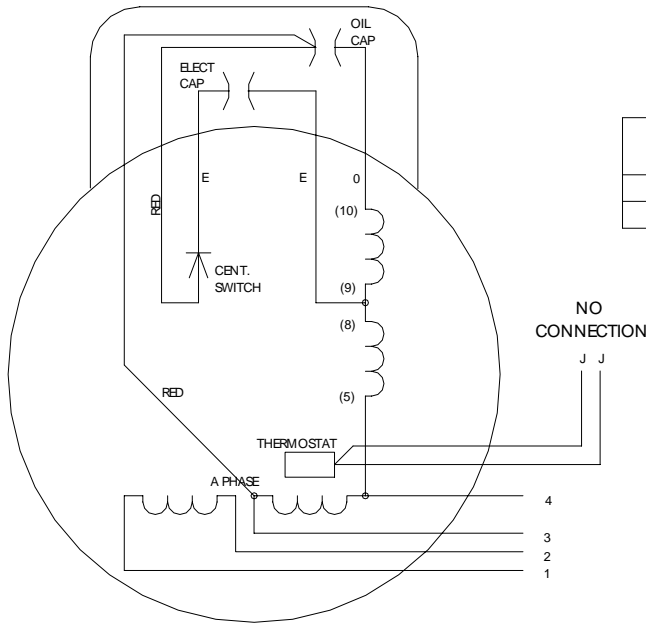 OIL
CAP
ELECT
CAP
RED
E
E
0
(10)
CENT.
SWITCH
(9)
(8)
NO
CONNECTION
J J
RED
(5)
THERMOSTAT
A PHASE
4
3
2
1